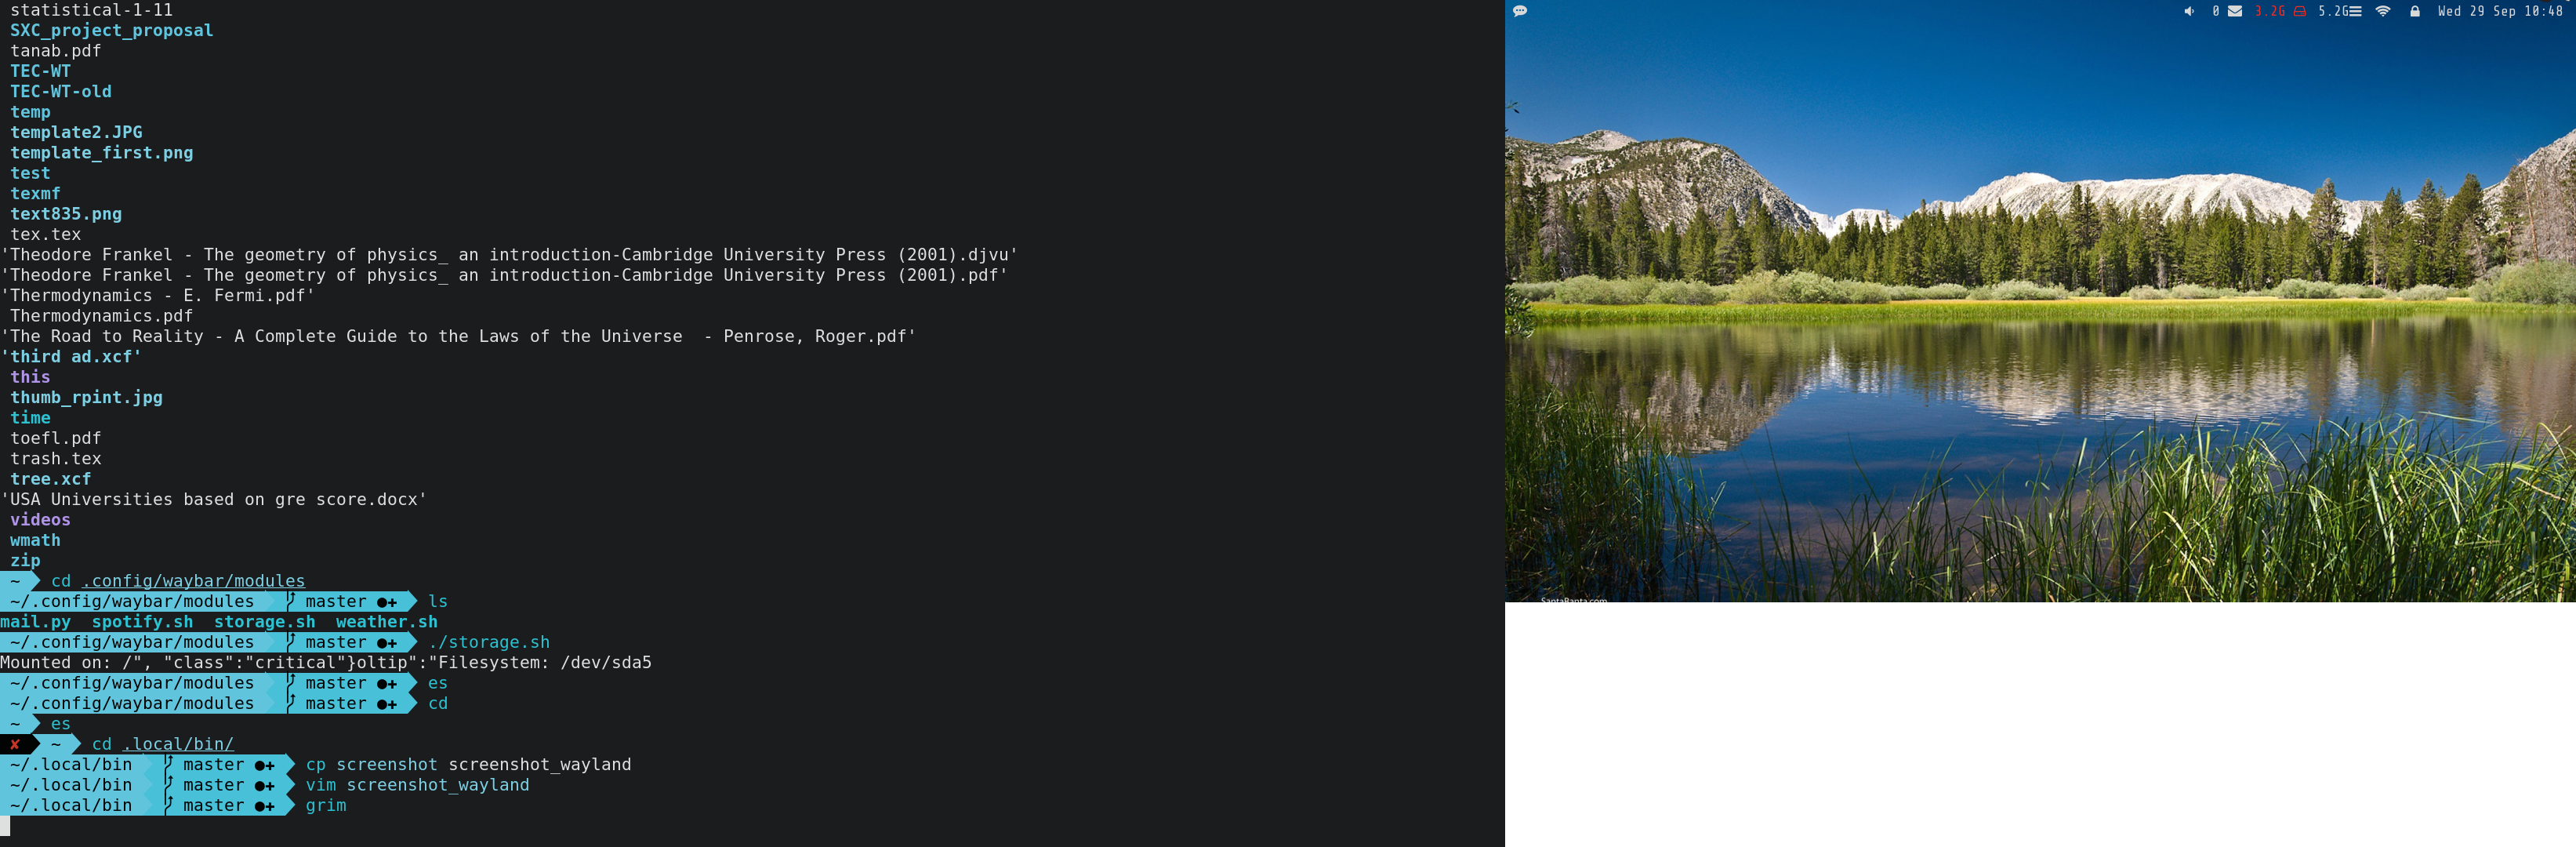 statistical-1-11
SXC_project_proposal
tanab.pdf
TEC-WT
TEC-WT-old
temp
template2.JPG
template_first.png
test
texmf
text835.png
tex.tex
'Theodore Frankel - The geometry of physics_ an introduction-Cambridge University Press (2001).djvu'
'Theodore Frankel - The geometry of physics_ an introduction-Cambridge University Press (2001).pdf'
'Thermodynamics - E. Fermi.pdf'
Thermodynamics.pdf
'The Road to Reality - A Complete Guide to the Laws of the Universe  - Penrose, Roger.pdf'
'third ad.xcf'
this
thumb_rpint.jpg
time
toefl.pdf
trash.tex
tree.xcf
'USA Universities based on gre score.docx'
videos
wmath
zip
~ cd .config/waybar/modules
~/.config/waybar/modules master ●+ ls
mail.py  spotify.sh  storage.sh  weather.sh
~/.config/waybar/modules master ●+ ./storage.sh
Mounted on: /", "class":"critical"}oltip":"Filesystem: /dev/sda5
~/.config/waybar/modules master ●+ es
~/.config/waybar/modules master ●+ cd
~ es
✘ ~ cd .local/bin/
~/.local/bin master ●+ cp screenshot screenshot_wayland
~/.local/bin master ●+ vim screenshot_wayland
~/.local/bin master ●+ grim
0 3.2G 5.2G Wed 29 Sep 10:48
SantaBanta.com